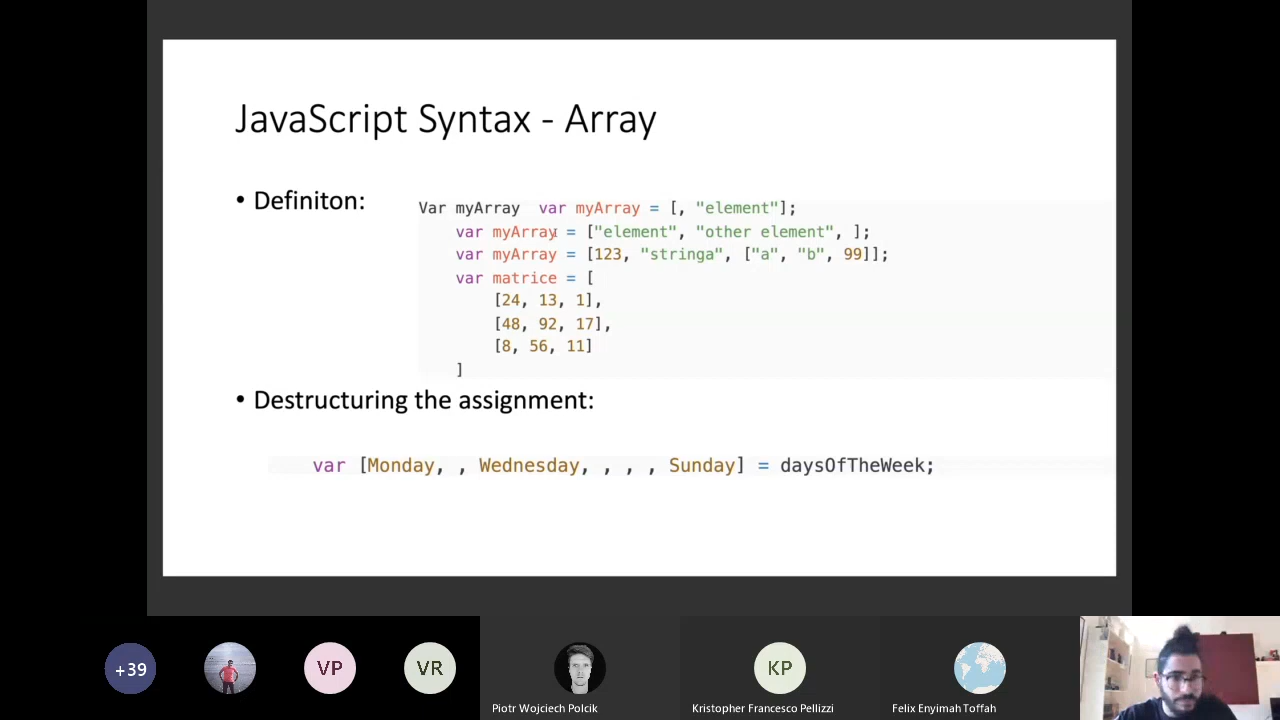 JavaScript Syntax - Array
• Definiton:
Var myArray var myArray = [, "element"];
var myArray = ["element", "other element", ];
var myArray = [123, "stringa", ["a", "b", 99]];
var matrice = [
[24, 13, 1],
[48, 92, 17],
[8, 56, 11]
]
• Destructuring the assignment:
var [Monday, , Wednesday, , , , Sunday] = daysOfTheWeek;
+39
VP
VR
KP
Piotr Wojciech Polcik
Kristopher Francesco Pellizzi
Felix Enyimah Toffah